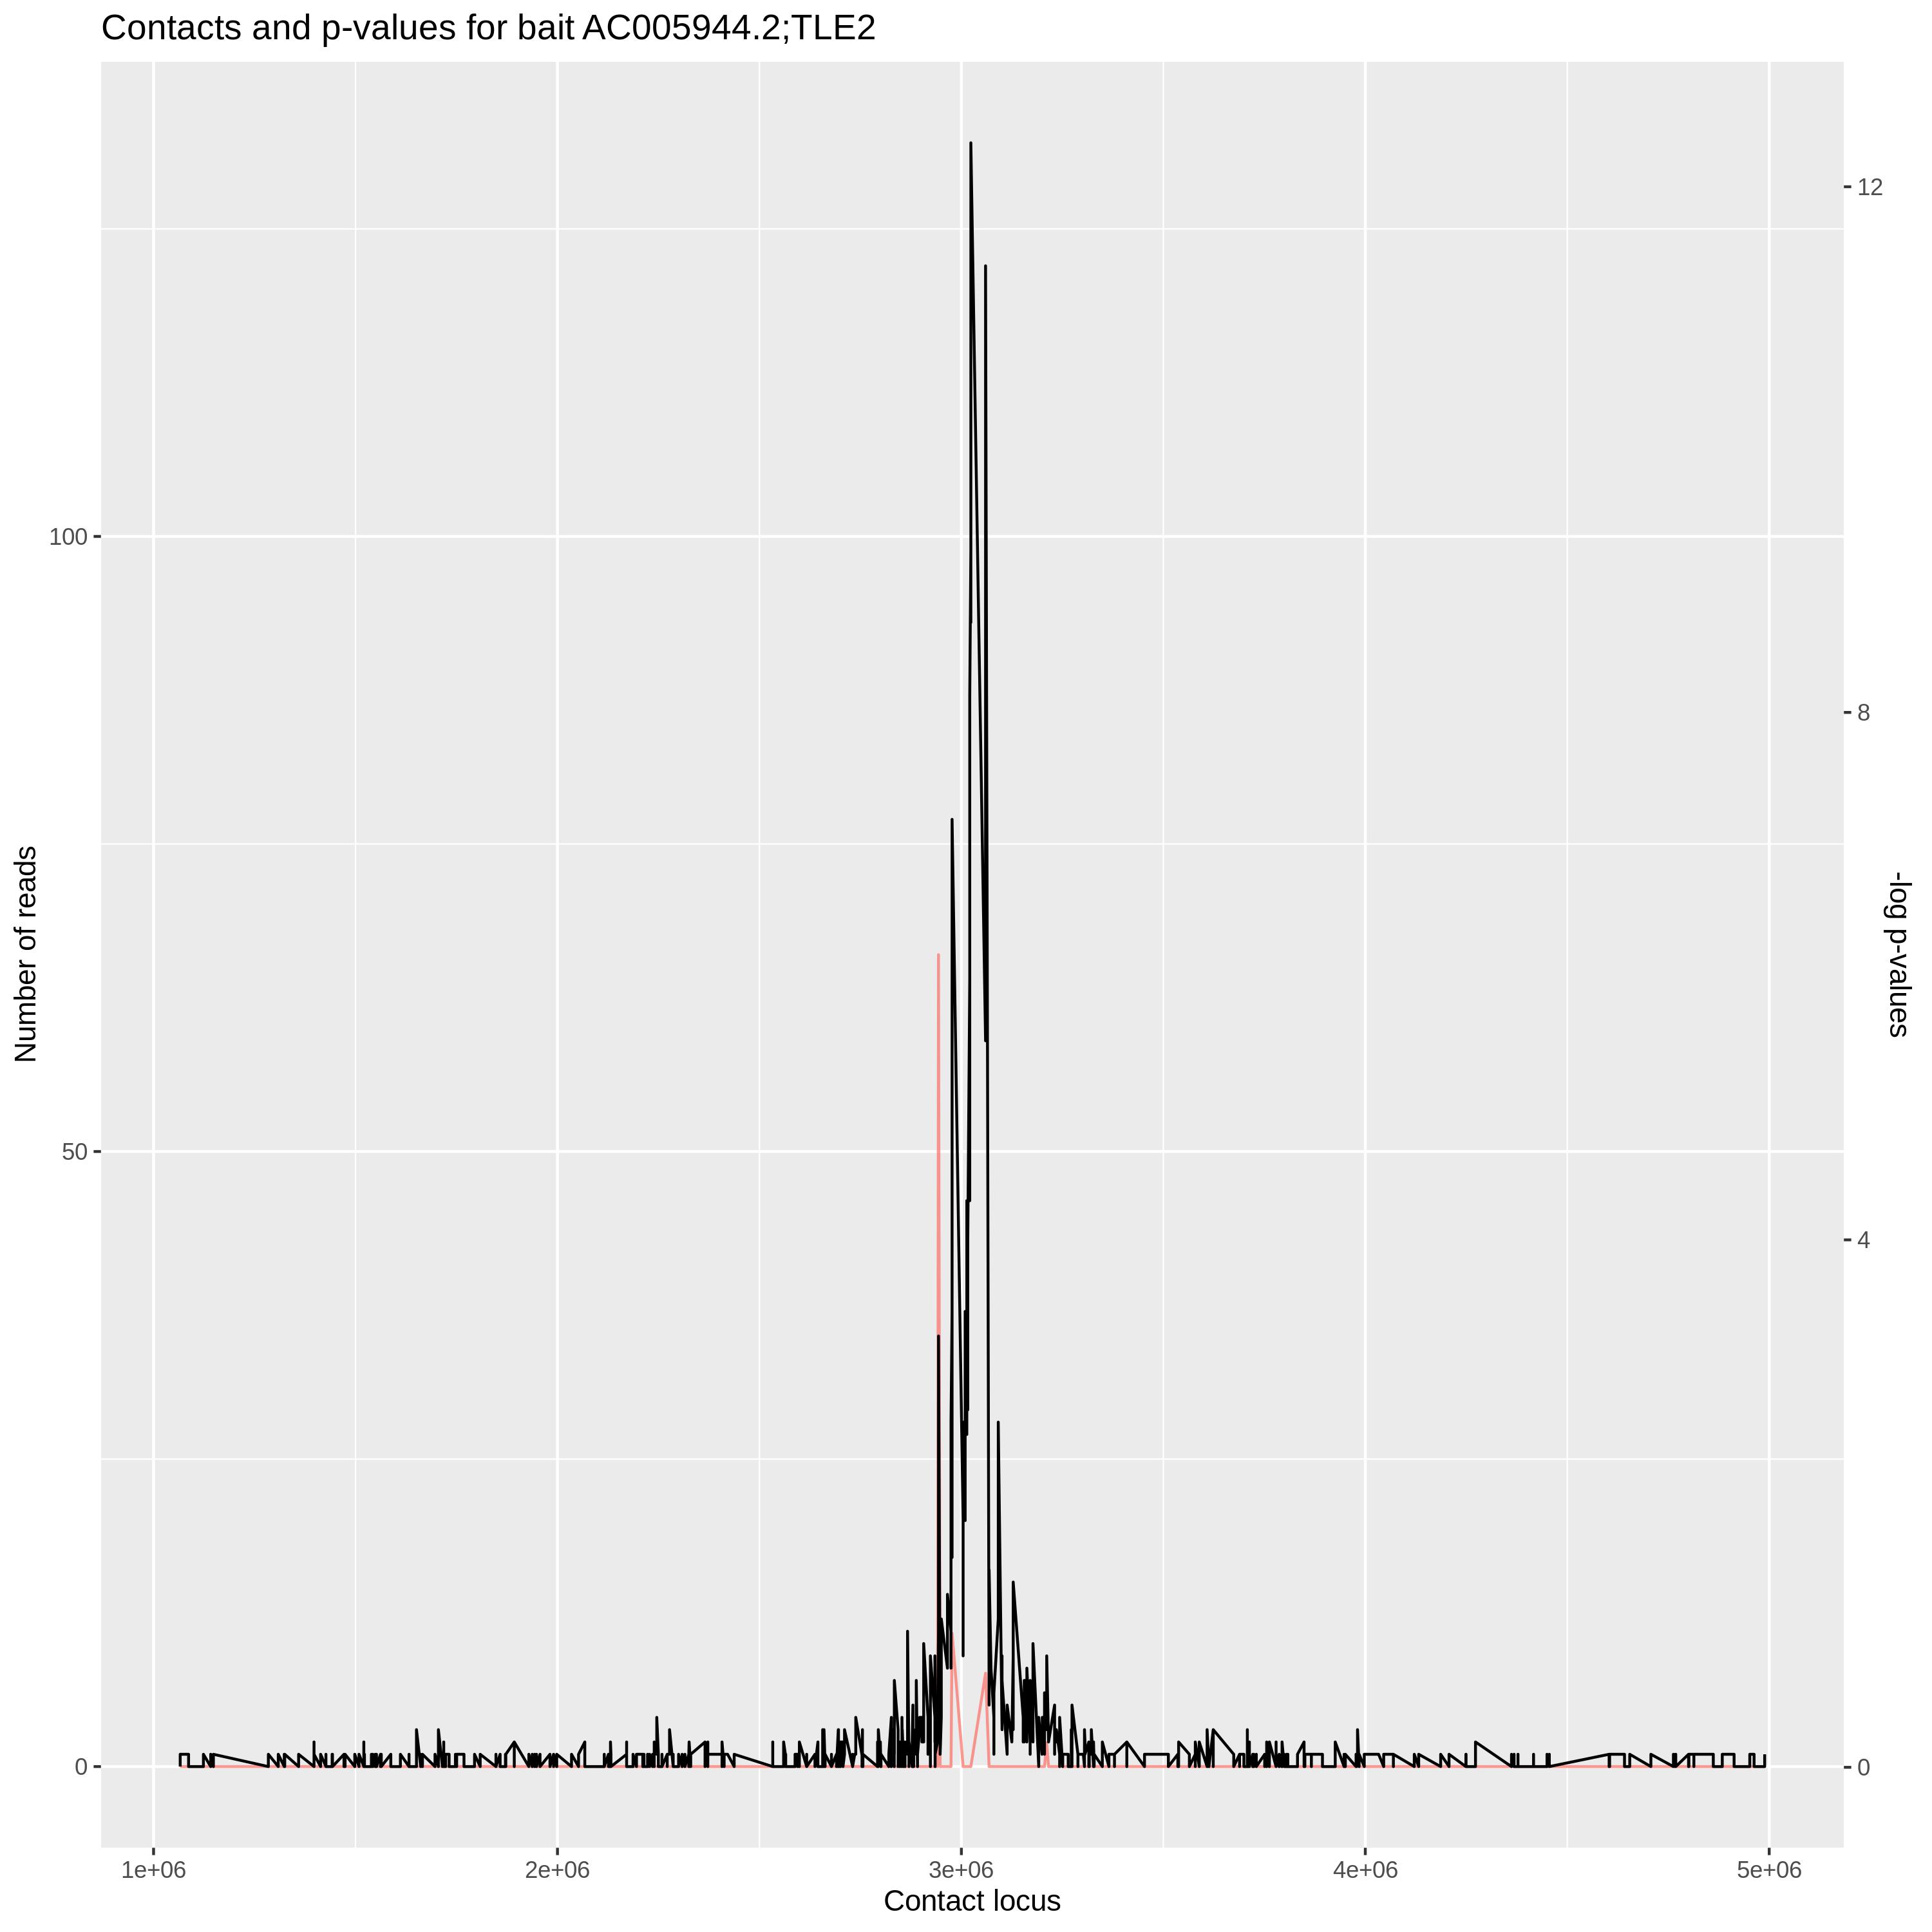 Contacts and p-values for bait AC005944.2;TLE2
Number of reads
100
50
0
12
8
4
0
-log p-values
1e+06
2e+06
3e+06
4e+06
5e+06
Contact locus